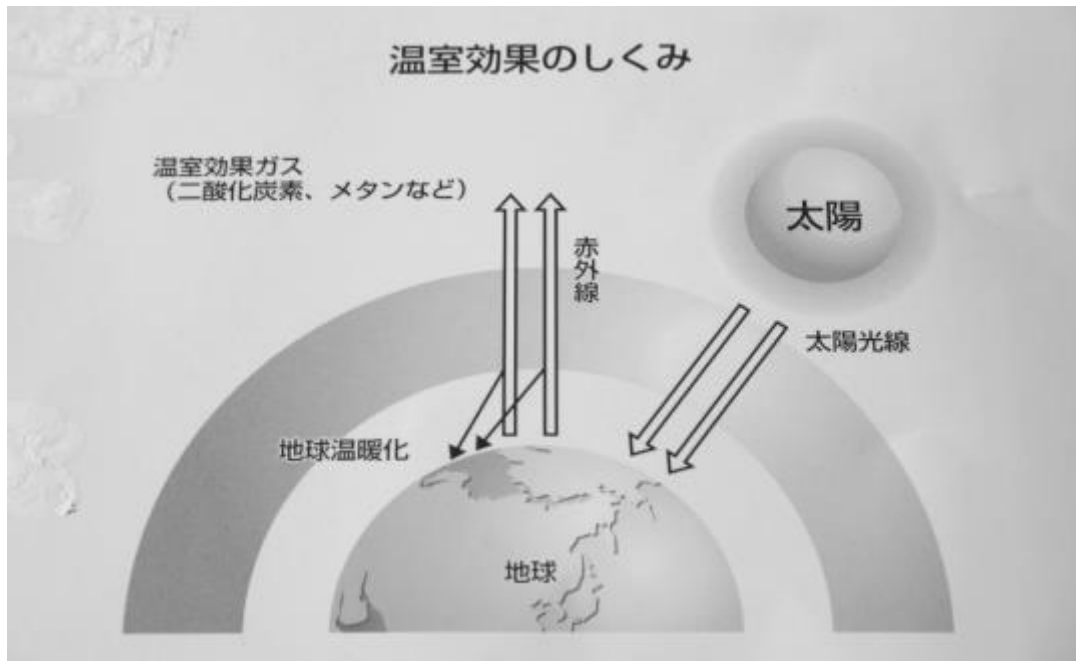 温室効果のしくみ
温室効果ガス
（二酸化炭素、メタンなど）
赤外線
太陽
太陽光線
地球温暖化
地球